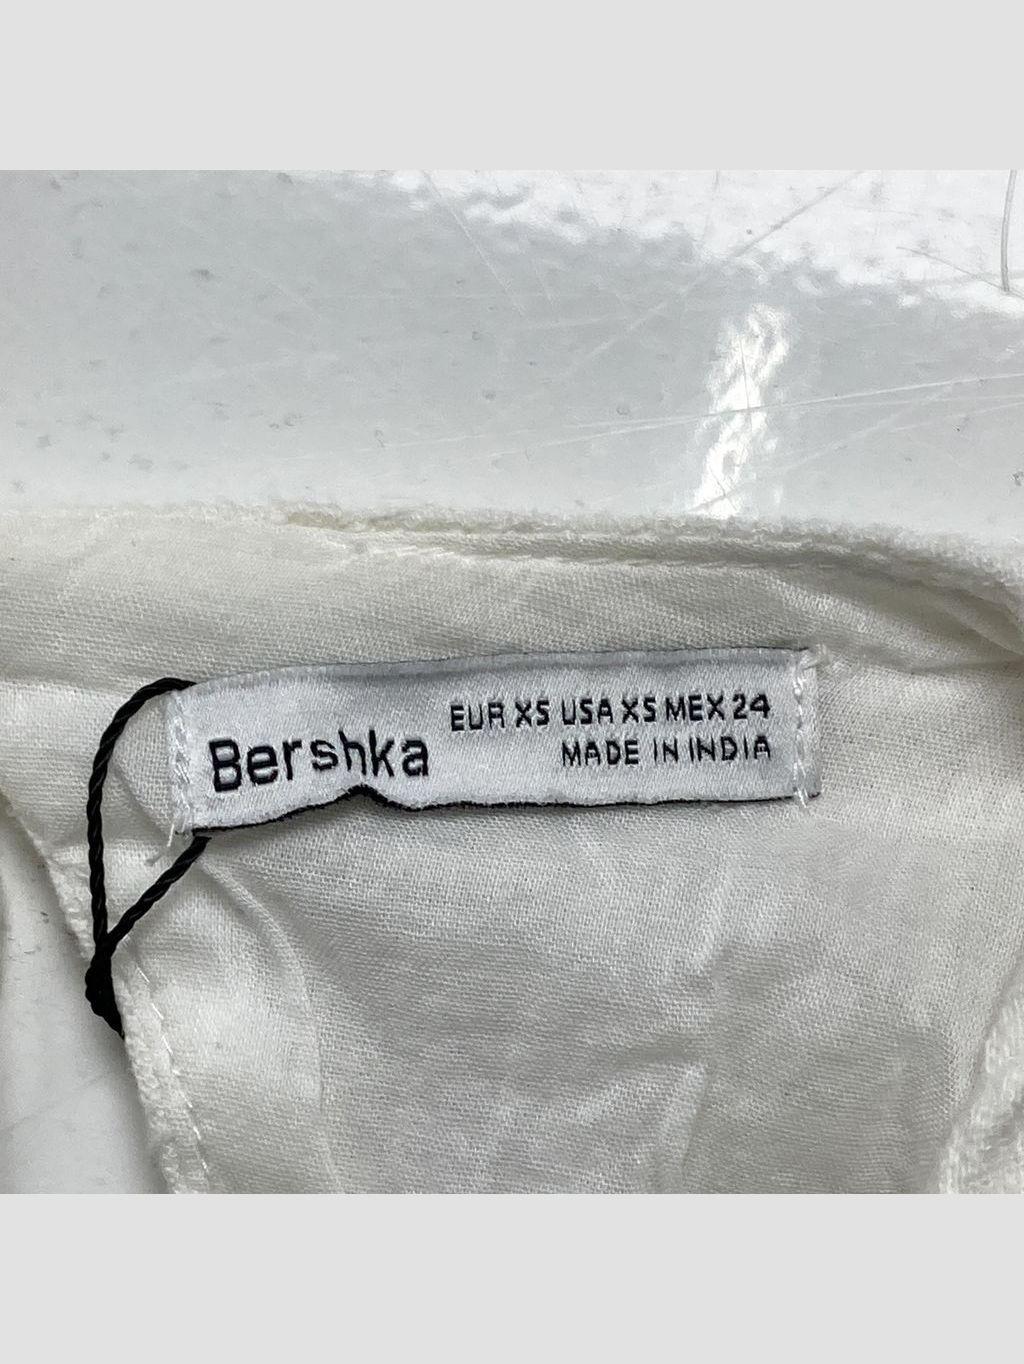 Bershka
EUR XS USA XS MEX 24
MADE IN INDIA